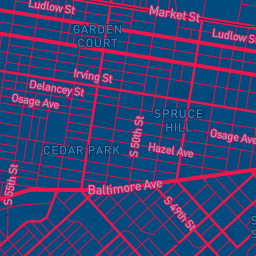 Ludlow St
Market St
GARDEN
COURT
Ludlow St
Irving St
Delancey St
Osage Ave
SPRUCE
HILL
Osage Ave
S 50th St
CEDAR PARK
Hazel Ave
S 55th St
Baltimore Ave
S 49th St